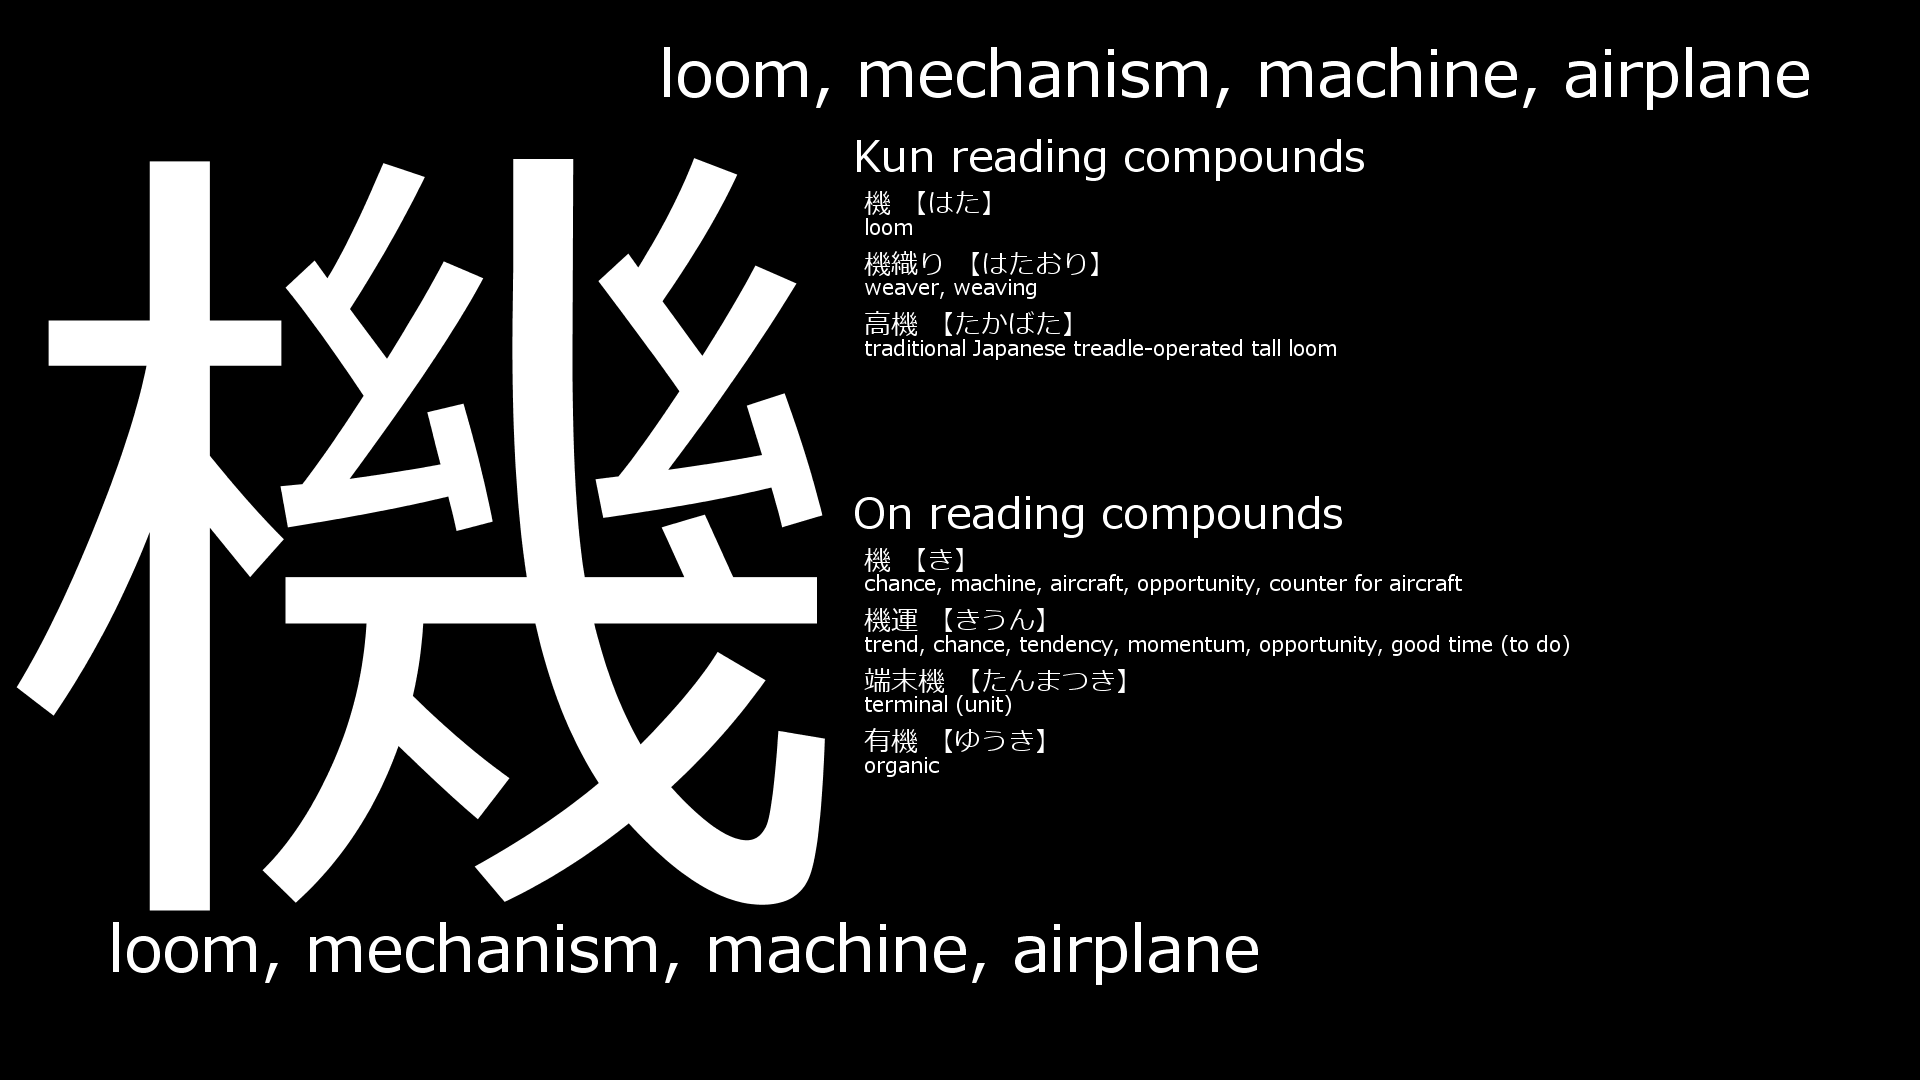 loom, mechanism, machine, airplane
機
Kun reading compounds
機 【はた】
loom
機織り 【はたおり】
weaver, weaving
高機 【たかばた】
traditional Japanese treadle-operated tall loom
On reading compounds
機 【き】
chance, machine, aircraft, opportunity, counter for aircraft
機運 【きうん】
trend, chance, tendency, momentum, opportunity, good time (to do)
端末機 【たんまつき】
terminal (unit)
有機 【ゆうき】
organic
loom, mechanism, machine, airplane